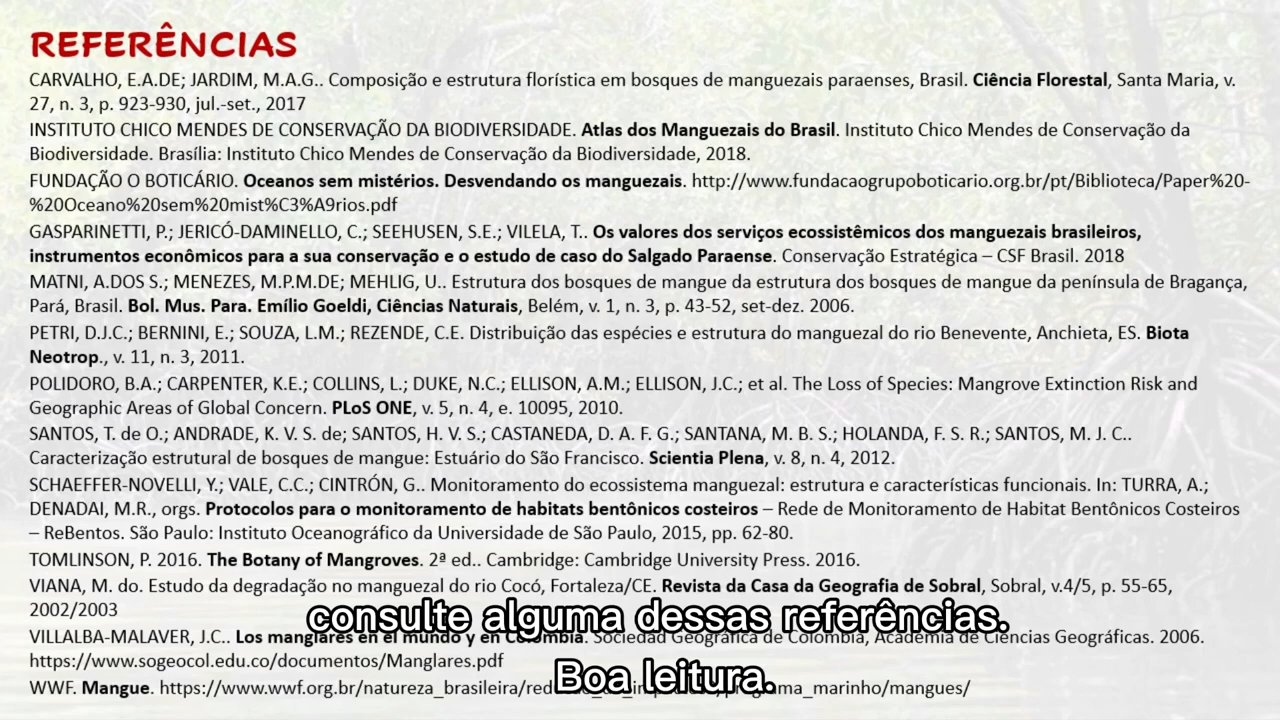 REFERÊNCIAS
CARVALHO, E.A.DE; JARDIM, M.A.G.. Composição e estrutura florística em bosques de manguezais paraenses, Brasil. Ciência Florestal, Santa Maria, v.
27, n. 3, p. 923-930, jul.-set., 2017
INSTITUTO CHICO MENDES DE CONSERVAÇÃO DA BIODIVERSIDADE. Atlas dos Manguezais do Brasil. Instituto Chico Mendes de Conservação da
Biodiversidade. Brasília: Instituto Chico Mendes de Conservação da Biodiversidade, 2018.
FUNDAÇÃO O BOTICÁRIO. Oceanos sem mistérios. Desvendando os manguezais. http://www.fundacaogrupoboticario.org.br/pt/Biblioteca/Paper%20-
%20Oceano%20sem%20mist%C3%A9rios.pdf
GASPARINETTI, P.; JERICÓ-DAMINELLO, C.; SEEHUSEN, S.E.; VILELA, T.. Os valores dos serviços ecossistêmicos dos manguezais brasileiros,
instrumentos econômicos para a sua conservação e o estudo de caso do Salgado Paraense. Conservação Estratégica – CSF Brasil. 2018
MATNI, A.DOS S.; MENEZES, M.P.M.DE; MEHLIG, U.. Estrutura dos bosques de mangue da estrutura dos bosques de mangue da península de Bragança,
Pará, Brasil. Bol. Mus. Para. Emílio Goeldi, Ciências Naturais, Belém, v. 1, n. 3, p. 43-52, set-dez. 2006.
PETRI, D.J.C.; BERNINI, E.; SOUZA, L.M.; REZENDE, C.E. Distribuição das espécies e estrutura do manguezal do rio Benevente, Anchieta, ES. Biota
Neotrop., v. 11, n. 3, 2011.
POLIDORO, B.A.; CARPENTER, K.E.; COLLINS, L.; DUKE, N.C.; ELLISON, A.M.; ELLISON, J.C.; et al. The Loss of Species: Mangrove Extinction Risk and
Geographic Areas of Global Concern. PLoS ONE, v. 5, n. 4, e. 10095, 2010.
SANTOS, T. de O.; ANDRADE, K. V. S. de; SANTOS, H. V. S.; CASTANEDA, D. A. F. G.; SANTANA, M. B. S.; HOLANDA, F. S. R.; SANTOS, M. J. C..
Caracterização estrutural de bosques de mangue: Estuário do São Francisco. Scientia Plena, v. 8, n. 4, 2012.
SCHAEFFER-NOVELLI, Y.; VALE, C.C.; CINTRÓN, G.. Monitoramento do ecossistema manguezal: estrutura e características funcionais. In: TURRA, A.;
DENADAI, M.R., orgs. Protocolos para o monitoramento de habitats bentônicos costeiros – Rede de Monitoramento de Habitat Bentônicos Costeiros
– ReBentos. São Paulo: Instituto Oceanográfico da Universidade de São Paulo, 2015, pp. 62-80.
TOMLINSON, P. 2016. The Botany of Mangroves. 2ª ed.. Cambridge: Cambridge University Press. 2016.
VIANA, M. do. Estudo da degradação no manguezal do rio Cocó, Fortaleza/CE. Revista da Casa da Geografia de Sobral, Sobral, v.4/5, p. 55-65,
2002/2003
consulte alguma dessas referências.
VILLALBA-MALAVER, J.C.. Los manglares en el mundo y en Colombia. Sociedad Geográfica de Colombia, Academia de Ciencias Geográficas. 2006.
https://www.sogeocol.edu.co/documentos/Manglares.pdf
Boa leitura.
WWF. Mangue. marinho/mangues/